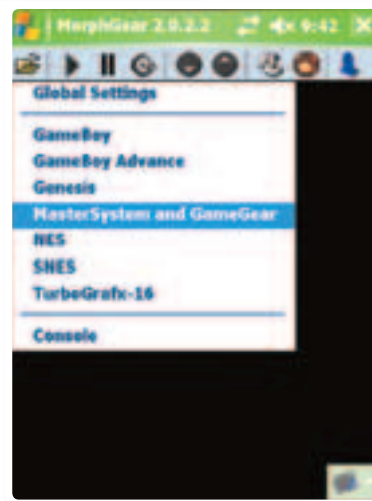 MorphGear 2.0.2.2 9:42
Global Settings
GameBoy
GameBoy Advance
Genesis
MasterSystem and GameGear
NES
SNES
TurboGrafx-16
Console